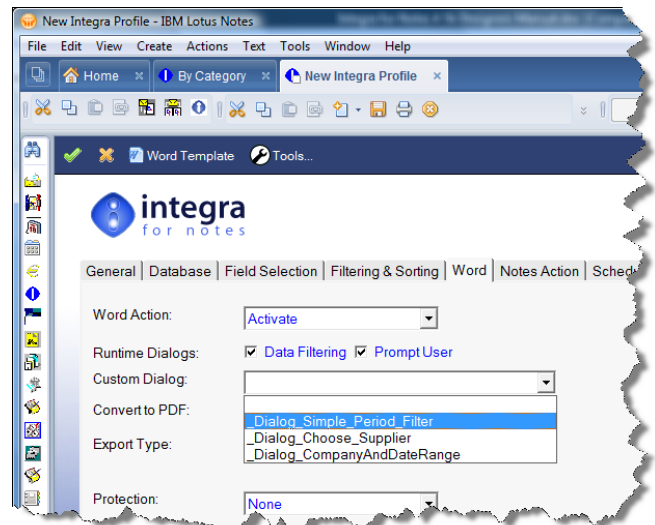 New Integra Profile - IBM Lotus Notes
File Edit View Create Actions Text Tools Window Help
Home By Category New Integra Profile
Word Template Tools...
integra
for notes
General Database Field Selection Filtering & Sorting Word Notes Action Sched
Word Action: Activate
Runtime Dialogs: Data Filtering Prompt User
Custom Dialog:
Convert to PDF:
_Dialog_Simple_Period_Filter
_Dialog_Choose_Supplier
Export Type:
_Dialog_CompanyAndDateRange
Protection: None